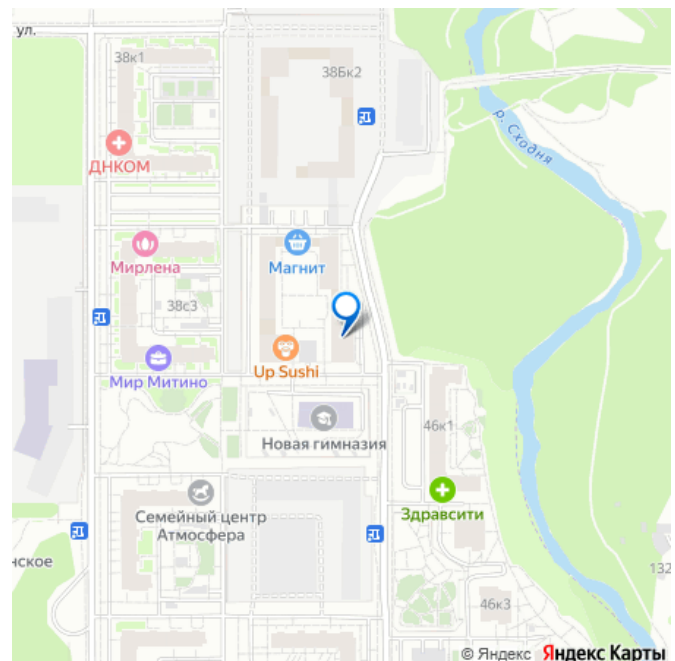 ул.
38к1
38Бк2
р. Сходня
ДНКОМ
Мирлена
Магнит
38с3
Up Sushi
Мир Митино
46к1
Новая гимназия
Здравсити
Семейный центр
Атмосфера
нское
132
46к3
© Яндекс Яндекс Карты